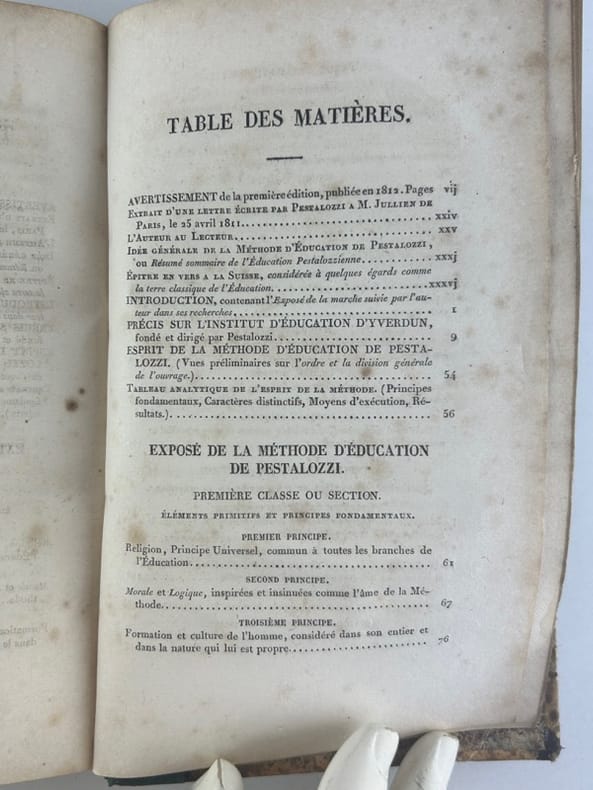 TABLE DES MATIÈRES.
AVERTISSEMENT de la première édition, publiée en 1812. Pages vij
EXTRAIT D'UNE LETTRE ÉCRITE PAR PESTALOZZI A M. JULLIEN DE
PARIS, le 25 avril 1811.................... xxiv
L'AUTEUR AU LECTEUR.................... xxv
IDÉE GÉNÉRALE DE LA MÉTHODE D'ÉDUCATION DE PESTALOZZI,
ou Résumé sommaire de l'Éducation Pestalozzienne........... xxxj
ÉPITRE EN VERS A LA SUISSE, considérée à quelques égards comme
la terre classique de l'Éducation.................... xxxvj
INTRODUCTION, contenant l'Exposé de la marche suivie par l'au-
teur dans ses recherches.................... 1
PRÉCIS SUR L'INSTITUT D'ÉDUCATION D'YVERDUN,
fondé et dirigé par Pestalozzi.................... 9
ESPRIT DE LA MÉTHODE D'ÉDUCATION DE PESTA-
LOZZI. (Vues préliminaires sur l'ordre et la division générale
de l'ouvrage.).................... 54
TABLEAU ANALYTIQUE DE L'ESPRIT DE LA MÉTHODE. (Principes
fondamentaux, Caractères distinctifs, Moyens d'exécution, Ré-
sultats.).................... 56
EXPOSÉ DE LA MÉTHODE D'ÉDUCATION
DE PESTALOZZI.
PREMIÈRE CLASSE OU SECTION.
ÉLÉMENTS PRIMITIFS ET PRINCIPES FONDAMENTAUX.
PREMIER PRINCIPE.
Religion, Principe Universel, commun à toutes les branches de
l'Éducation.................... 61
SECOND PRINCIPE.
Morale et Logique, inspirées et insinuées comme l'âme de la Mé-
thode.................... 67
TROISIÈME PRINCIPE.
Formation et culture de l'homme, considéré dans son entier et
dans la nature qui lui est propre.................... 76